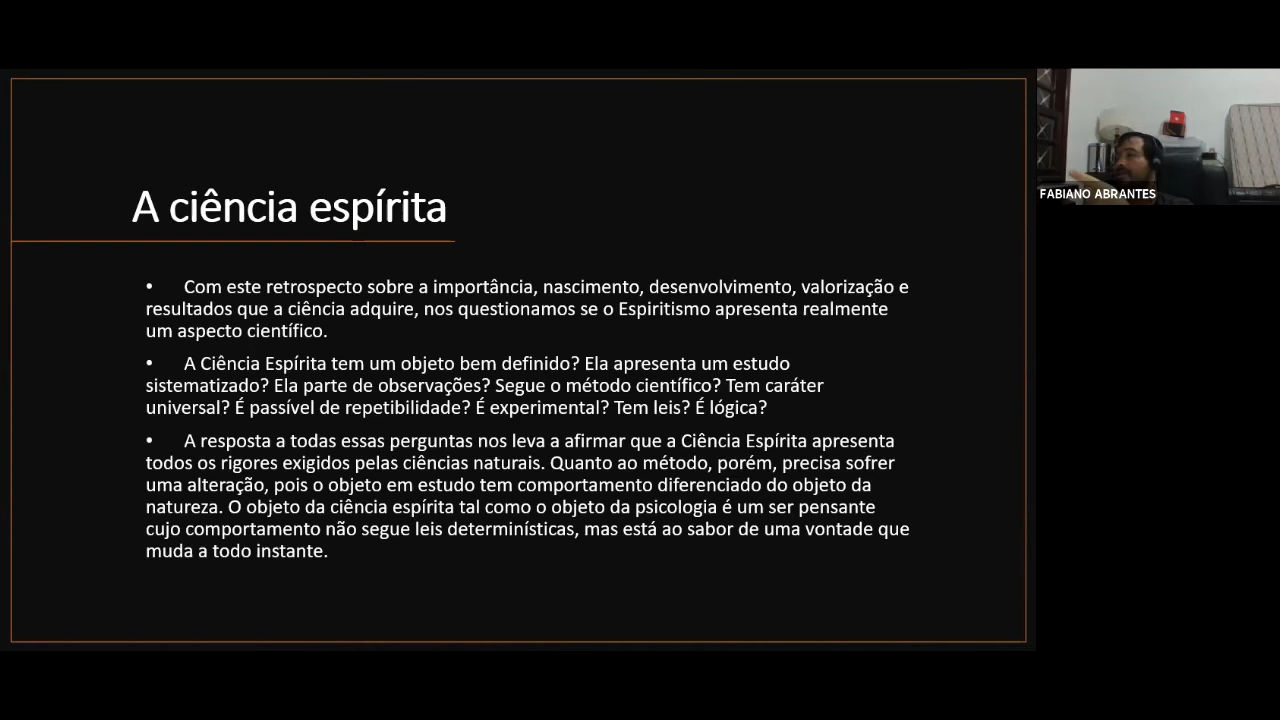 A ciência espírita
• Com este retrospecto sobre a importância, nascimento, desenvolvimento, valorização e
resultados que a ciência adquire, nos questionamos se o Espiritismo apresenta realmente
um aspecto científico.
• A Ciência Espírita tem um objeto bem definido? Ela apresenta um estudo
sistematizado? Ela parte de observações? Segue o método científico? Tem caráter
universal? É passível de repetibilidade? É experimental? Tem leis? É lógica?
• A resposta a todas essas perguntas nos leva a afirmar que a Ciência Espírita apresenta
todos os rigores exigidos pelas ciências naturais. Quanto ao método, porém, precisa sofrer
uma alteração, pois o objeto em estudo tem comportamento diferenciado do objeto da
natureza. O objeto da ciência espírita tal como o objeto da psicologia é um ser pensante
cujo comportamento não segue leis determinísticas, mas está ao sabor de uma vontade que
muda a todo instante.
FABIANO ABRANTES